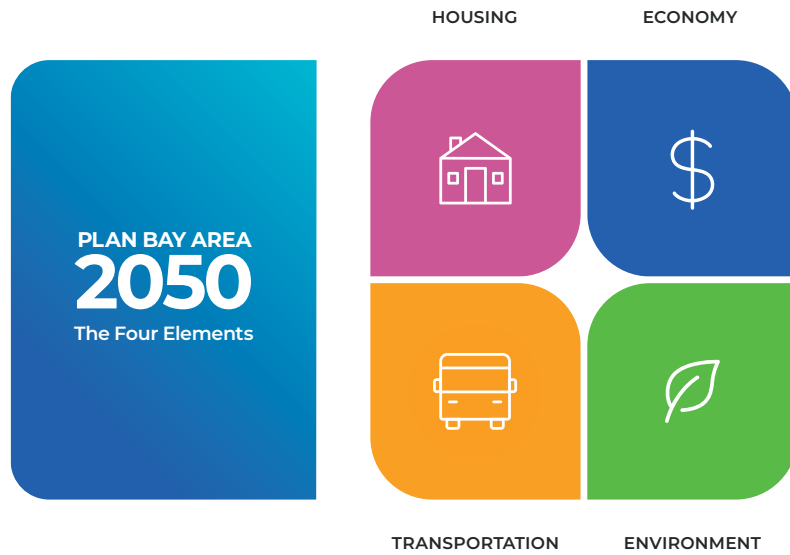 HOUSING
ECONOMY
PLAN BAY AREA
2050
The Four Elements
TRANSPORTATION
ENVIRONMENT